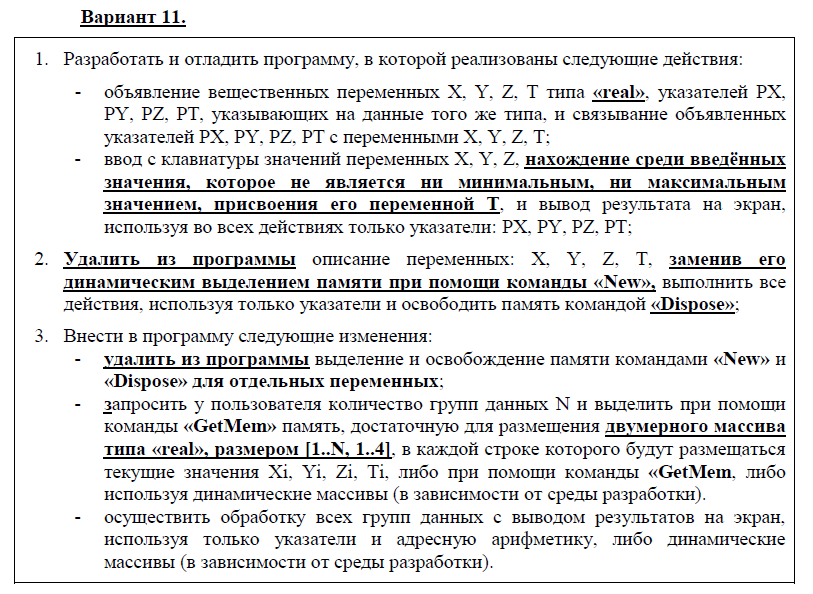 Вариант 11.
1. Разработать и отладить программу, в которой реализованы следующие действия:
- объявление вещественных переменных X, Y, Z, T типа «real», указателей PX,
PY, PZ, PT, указывающих на данные того же типа, и связывание объявленных
указателей PX, PY, PZ, PT с переменными X, Y, Z, T;
- ввод с клавиатуры значений переменных X, Y, Z, нахождение среди введённых
значения, которое не является ни минимальным, ни максимальным
значением, присвоения его переменной T, и вывод результата на экран,
используя во всех действиях только указатели: PX, PY, PZ, PT;
2. Удалить из программы описание переменных: X, Y, Z, T, заменив его
динамическим выделением памяти при помощи команды «New», выполнить все
действия, используя только указатели и освободить память командой «Dispose»;
3. Внести в программу следующие изменения:
- удалить из программы выделение и освобождение памяти командами «New» и
«Dispose» для отдельных переменных;
- запросить у пользователя количество групп данных N и выделить при помощи
команды «GetMem» память, достаточную для размещения двумерного массива
типа «real», размером [1..N, 1..4], в каждой строке которого будут размещаться
текущие значения Xi, Yi, Zi, Ti, либо при помощи команды «GetMem, либо
используя динамические массивы (в зависимости от среды разработки).
- осуществить обработку всех групп данных с выводом результатов на экран,
используя только указатели и адресную арифметику, либо динамические
массивы (в зависимости от среды разработки).